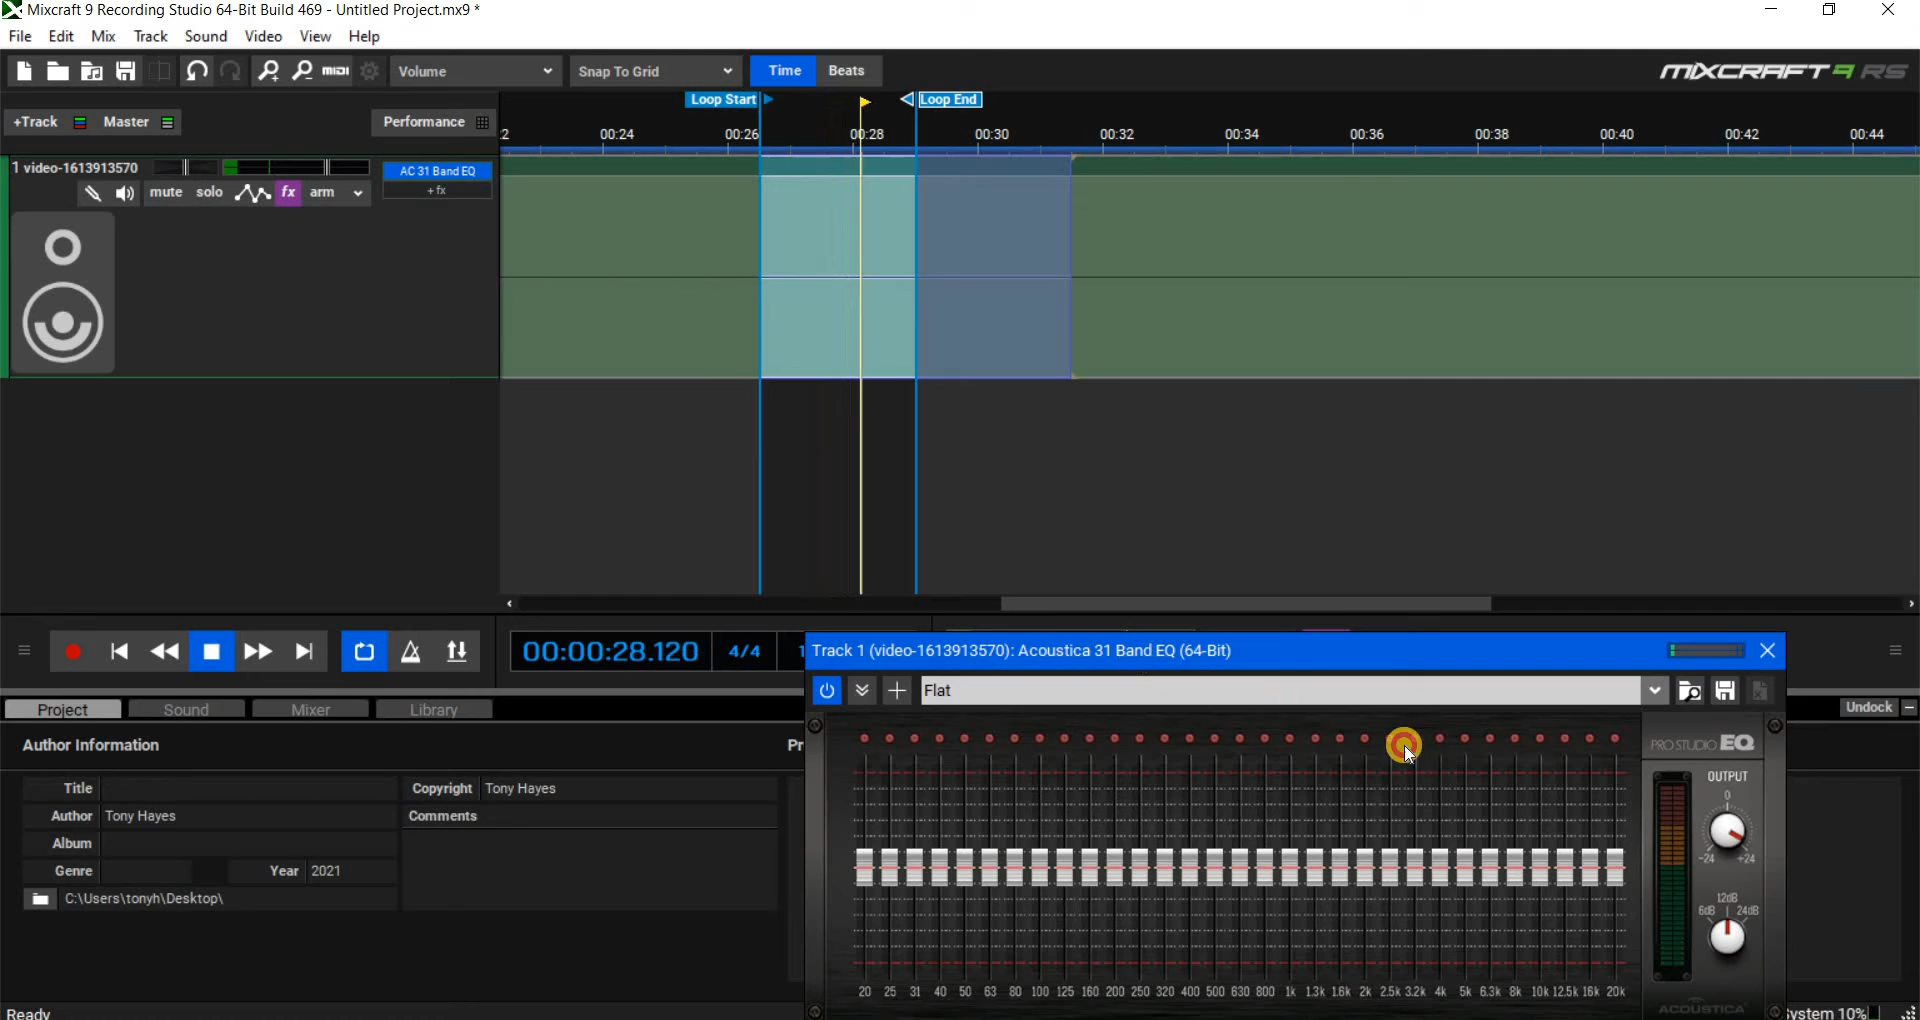 Mixcraft 9 Recording Studio 64-Bit Build 469 - Untitled Project.mx9 *
File Edit Mix Track Sound Video View Help
MIDI Volume Snap To Grid Time Beats MIXCRAFT 9 RS
Loop Start Loop End
+Track Master Performance
00:24 00:26 00:28 00:30 00:32 00:34 00:36 00:38 00:40 00:42 00:44
1 video-1613913570 AC 31 Band EQ
mute solo fx arm +fx
00:00:28.120 4/4 1
Track 1 (video-1613913570): Acoustica 31 Band EQ (64-Bit)
Flat
Project Sound Mixer Library Undock
Author Information Pr
PRO STUDIO EQ
OUTPUT
0
-24 +24
12dB
6dB 24dB
Title Copyright Tony Hayes
Author Tony Hayes Comments
Album
Genre Year 2021
C:\Users\tonyh\Desktop\
20 25 31 40 50 63 80 100 125 160 200 250 320 400 500 630 800 1k 1.3k 1.6k 2k 2.5k 3.2k 4k 5k 6.3k 8k 10k 12.5k 16k 20k
ACOUSTICA
Ready System 10%